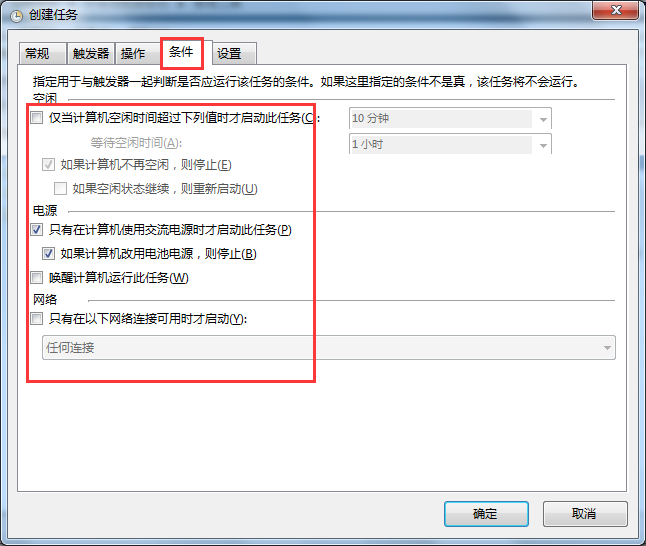 创建任务
常规 触发器 操作 条件 设置
指定用于与触发器一起判断是否应运行该任务的条件。如果这里指定的条件不是真，该任务将不会运行。
空闲
仅当计算机空闲时间超过下列值时才启动此任务(C): 10 分钟
等待空闲时间(A): 1 小时
如果计算机不再空闲，则停止(E)
如果空闲状态继续，则重新启动(U)
电源
只有在计算机使用交流电源时才启动此任务(P)
如果计算机改用电池电源，则停止(B)
唤醒计算机运行此任务(W)
网络
只有在以下网络连接可用时才启动(Y):
任何连接
确定 取消